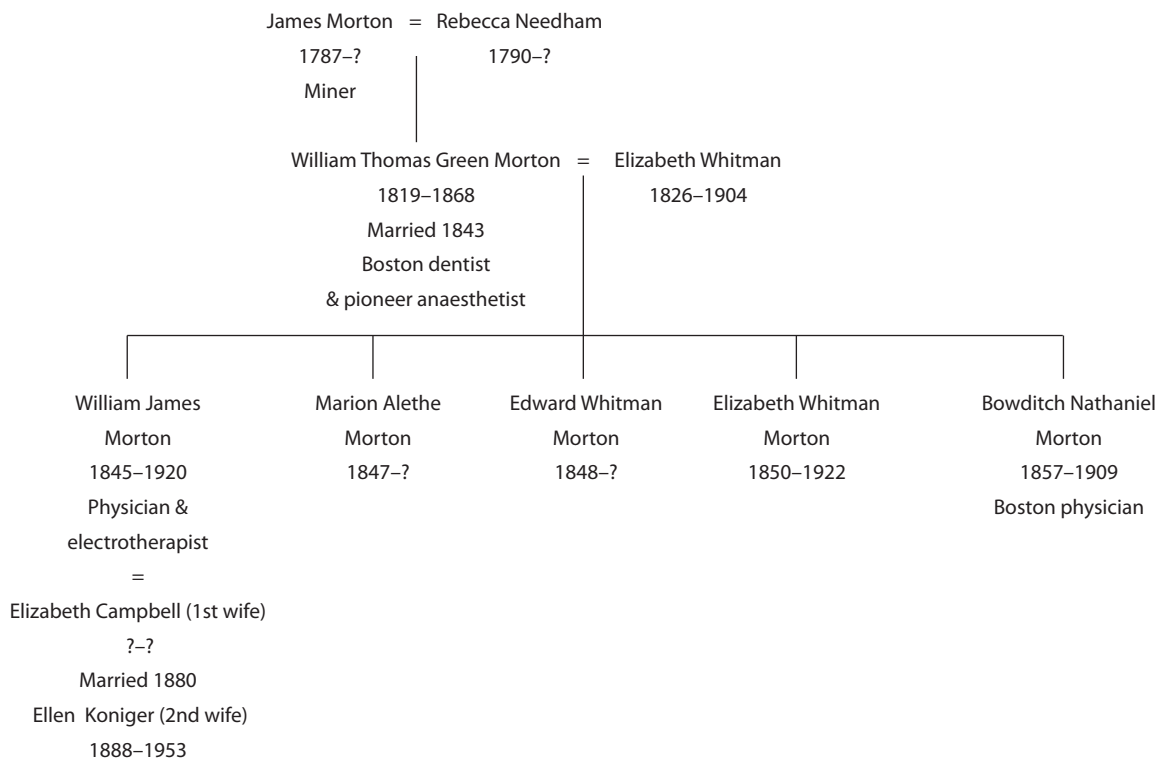 James Morton = Rebecca Needham
1787–? 1790–?
Miner
William Thomas Green Morton = Elizabeth Whitman
1819–1868 1826–1904
Married 1843
Boston dentist
& pioneer anaesthetist
William James Marion Alethe Edward Whitman Elizabeth Whitman Bowditch Nathaniel
Morton Morton Morton Morton Morton
1845–1920 1847–? 1848–? 1850–1922 1857–1909
Physician & Boston physician
electrotherapist
=
Elizabeth Campbell (1st wife)
?–?
Married 1880
Ellen Koniger (2nd wife)
1888–1953